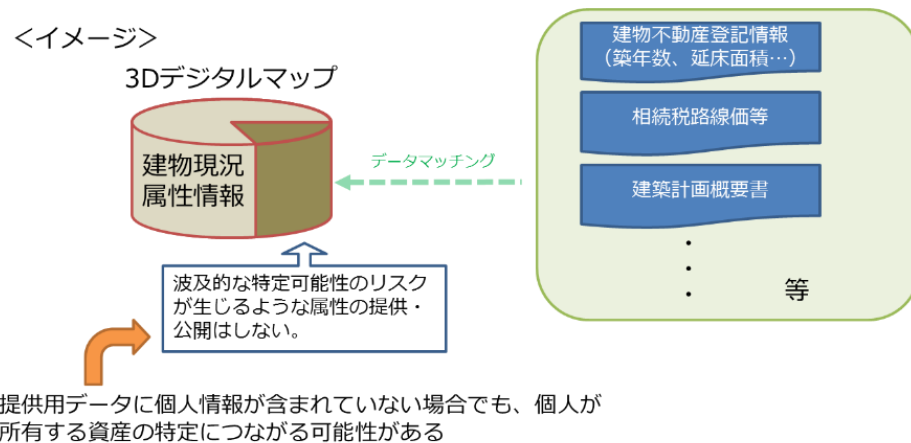 ＜イメージ＞
3Dデジタルマップ
建物現況
属性情報
データマッチング
建物不動産登記情報
（築年数、延床面積…）
相続税路線価等
建築計画概要書
・
・
・
等
波及的な特定可能性のリスク
が生じるような属性の提供・
公開はしない。
提供用データに個人情報が含まれていない場合でも、個人が
所有する資産の特定につながる可能性がある